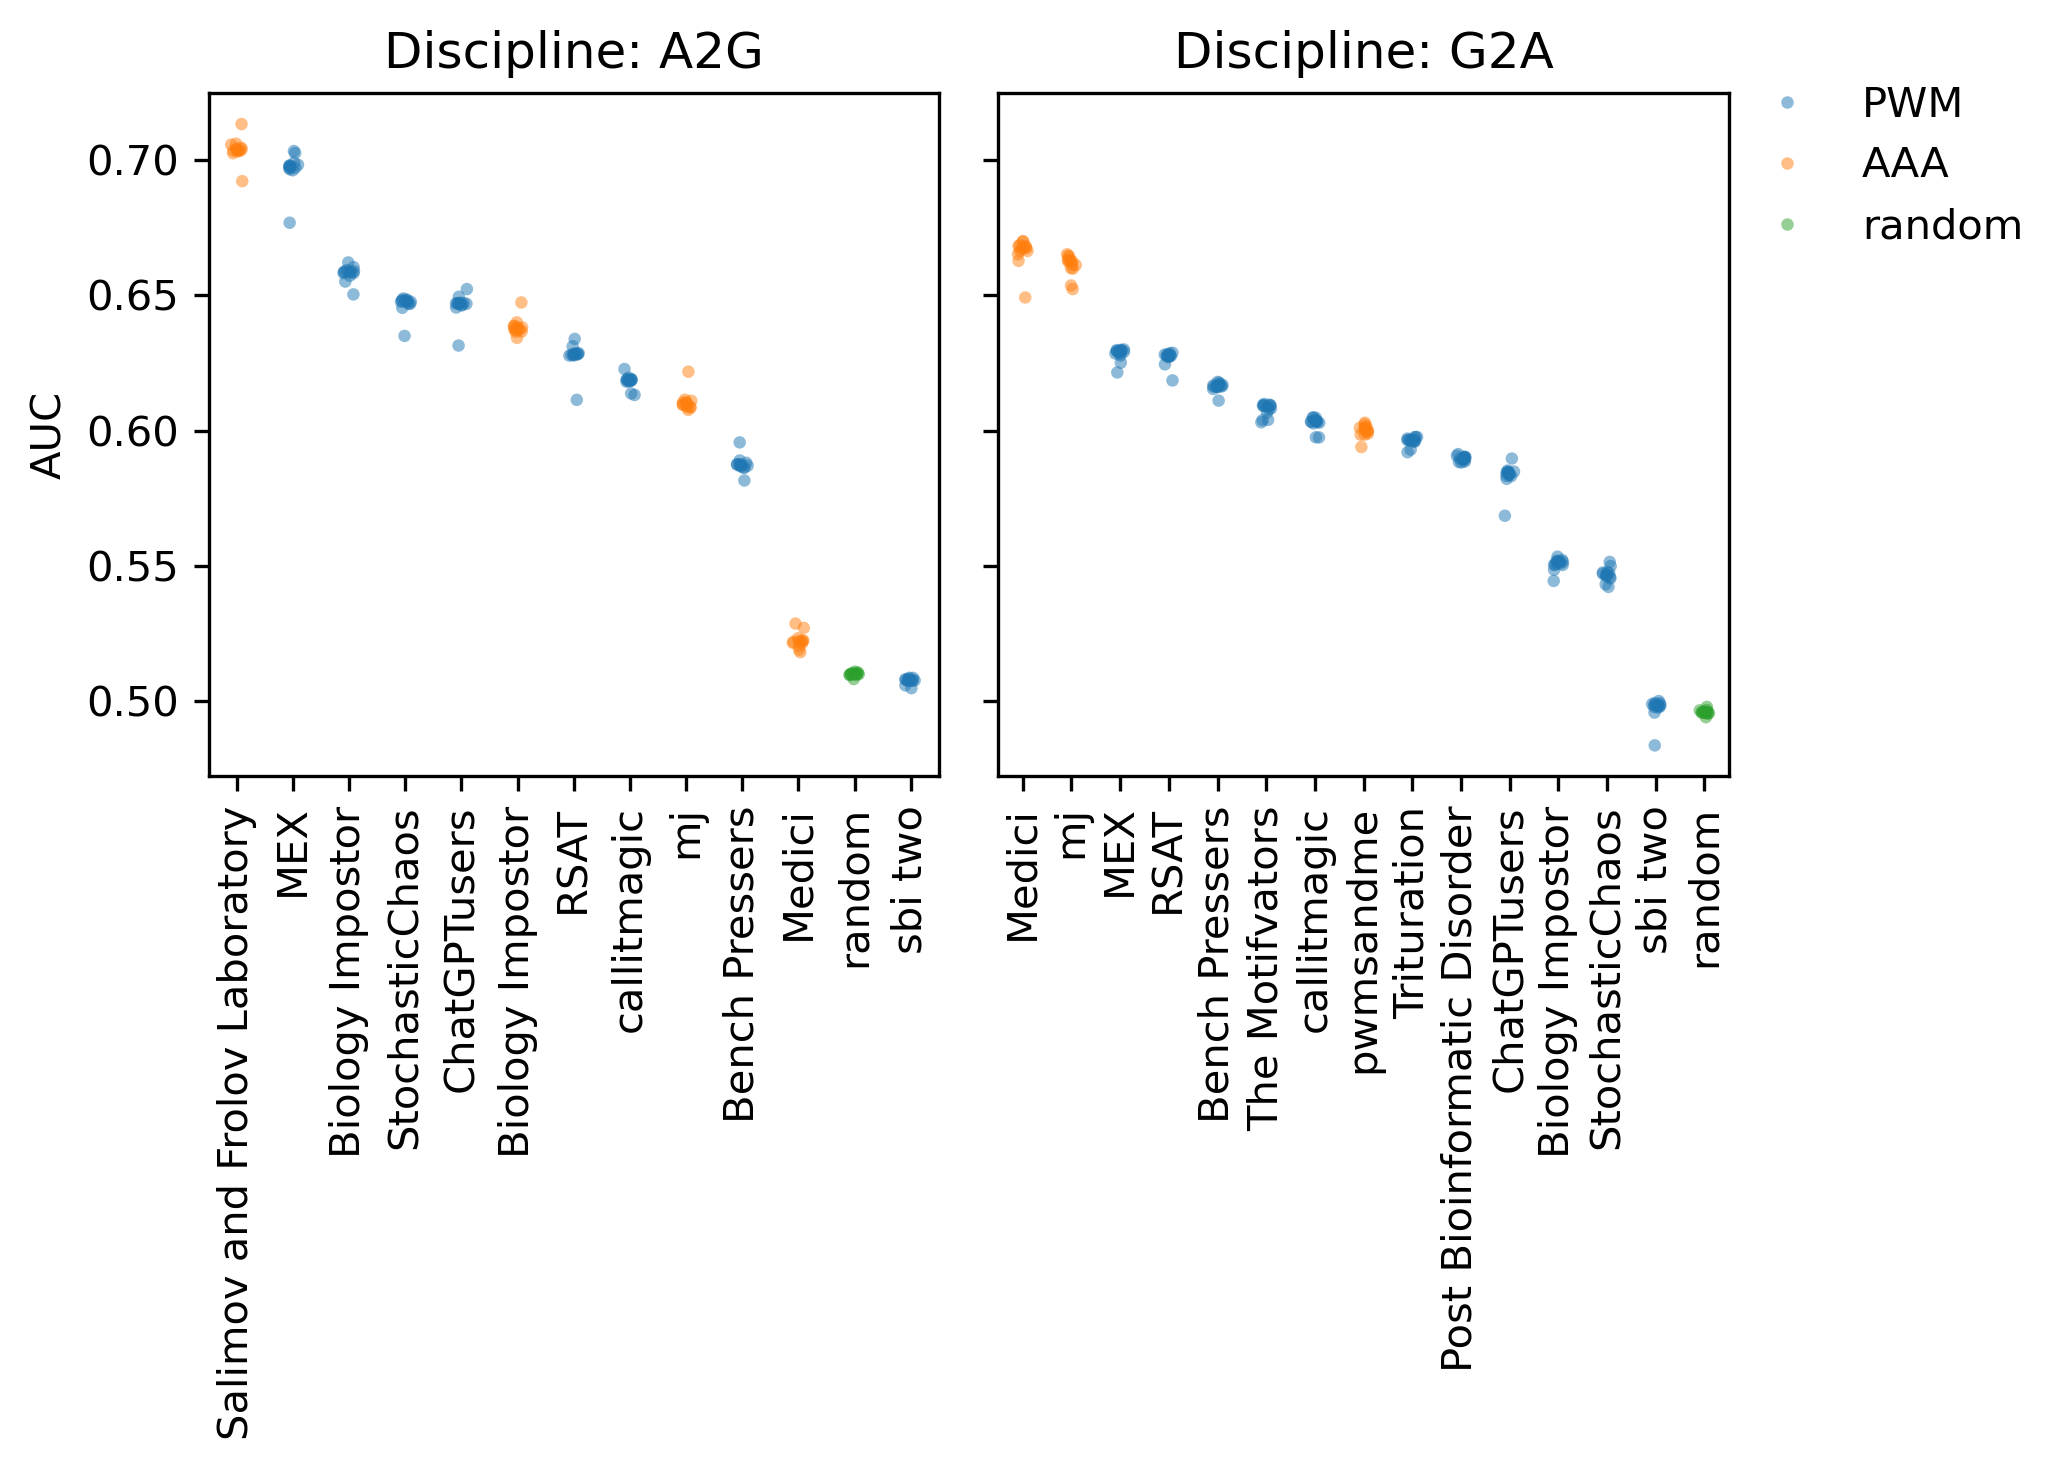 Discipline: A2G
Discipline: G2A
PWM
AAA
random
AUC
0.70
0.65
0.60
0.55
0.50
Salimov and Frolov Laboratory
MEX
Biology Impostor
StochasticChaos
ChatGPTusers
Biology Impostor
RSAT
callitmagic
mj
Bench Pressers
Medici
random
sbi two
Medici
mj
MEX
RSAT
Bench Pressers
The Motifvators
callitmagic
pwmsandme
Trituration
Post Bioinformatic Disorder
ChatGPTusers
Biology Impostor
StochasticChaos
sbi two
random